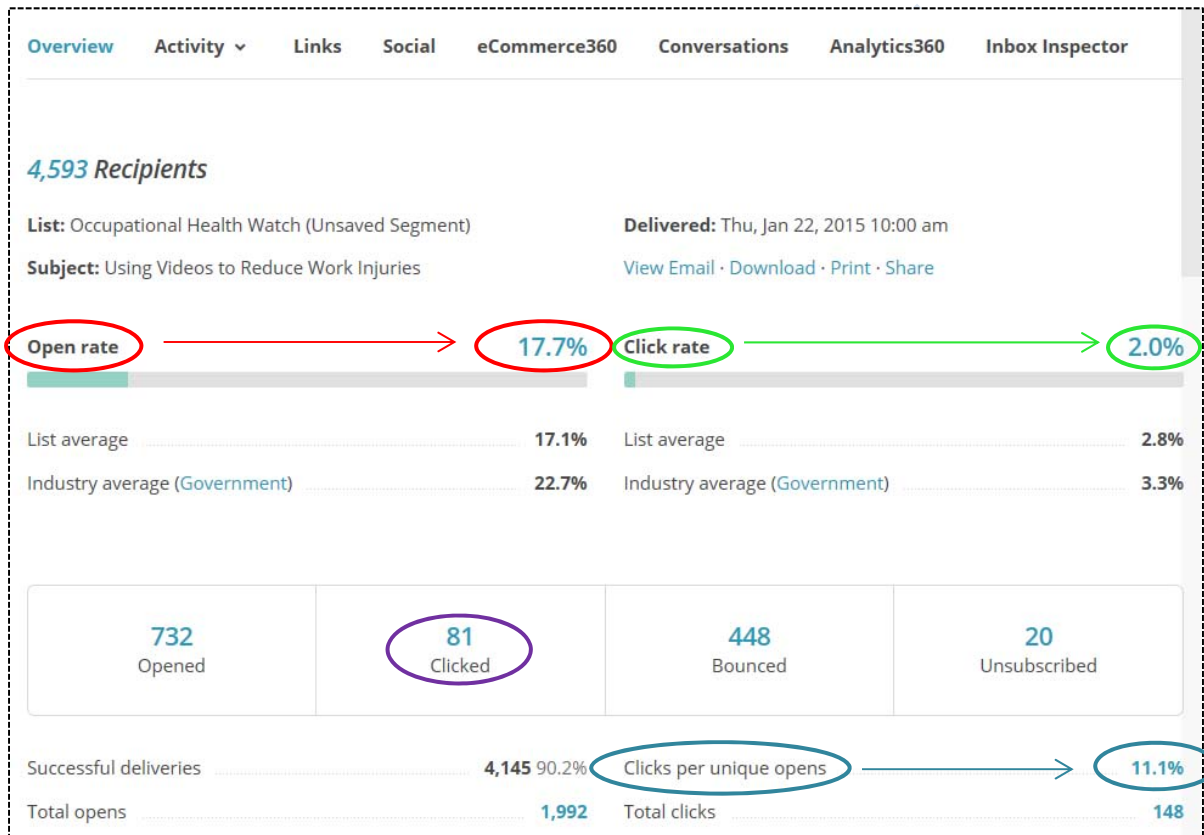 Overview Activity Links Social eCommerce360 Conversations Analytics360 Inbox Inspector
4,593 Recipients
List: Occupational Health Watch (Unsaved Segment) Delivered: Thu, Jan 22, 2015 10:00 am
Subject: Using Videos to Reduce Work Injuries View Email · Download · Print · Share
Open rate 17.7% Click rate 2.0%
List average 17.1% List average 2.8%
Industry average (Government) 22.7% Industry average (Government) 3.3%
732 81 448 20
Opened Clicked Bounced Unsubscribed
Successful deliveries 4,145 90.2% Clicks per unique opens 11.1%
Total opens 1,992 Total clicks 148